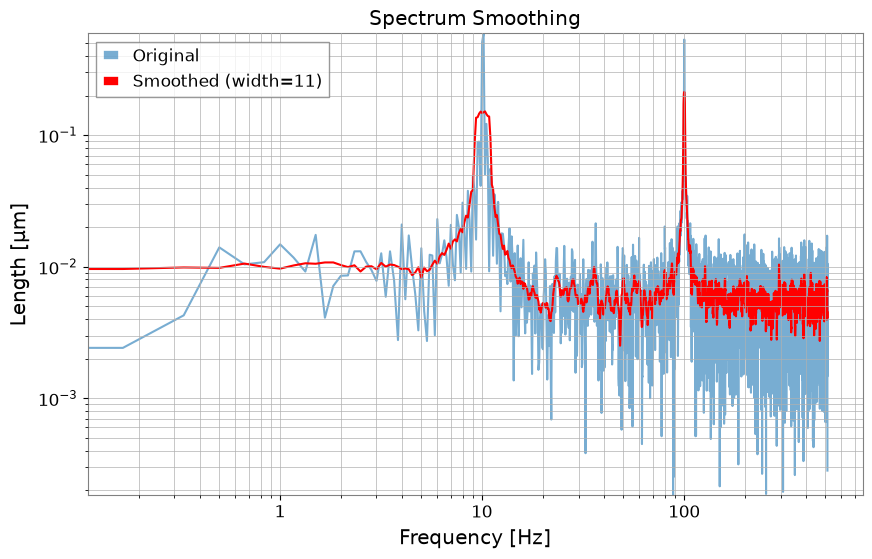 Spectrum Smoothing
Original
Smoothed (width=11)
Length [µm]
10⁻¹
10⁻²
10⁻³
1
10
100
Frequency [Hz]